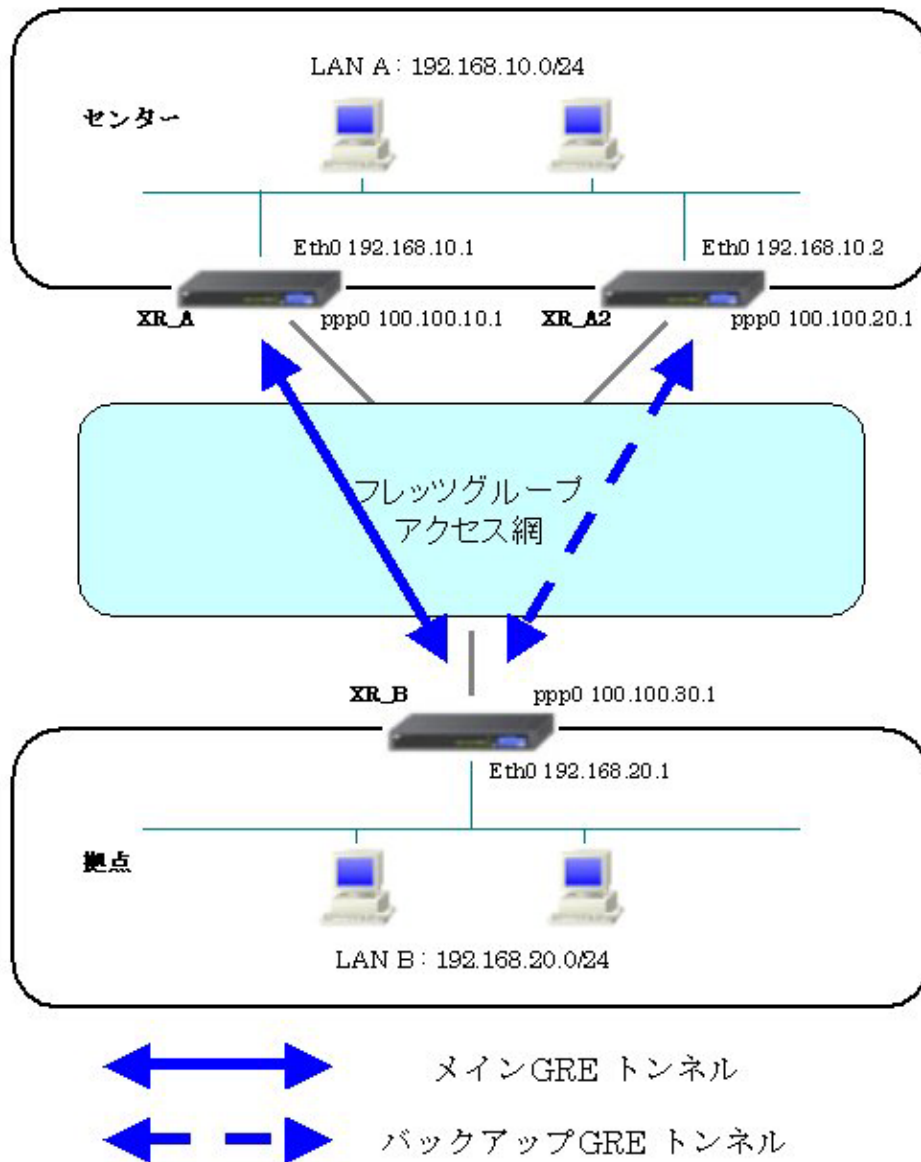 LAN A : 192.168.10.0/24
センター
Eth0 192.168.10.1
Eth0 192.168.10.2
XR_A
ppp0 100.100.10.1
XR_A2
ppp0 100.100.20.1
フレッツグループ
アクセス網
XR_B
ppp0 100.100.30.1
Eth0 192.168.20.1
拠点
LAN B : 192.168.20.0/24
メインGRE トンネル
バックアップGRE トンネル